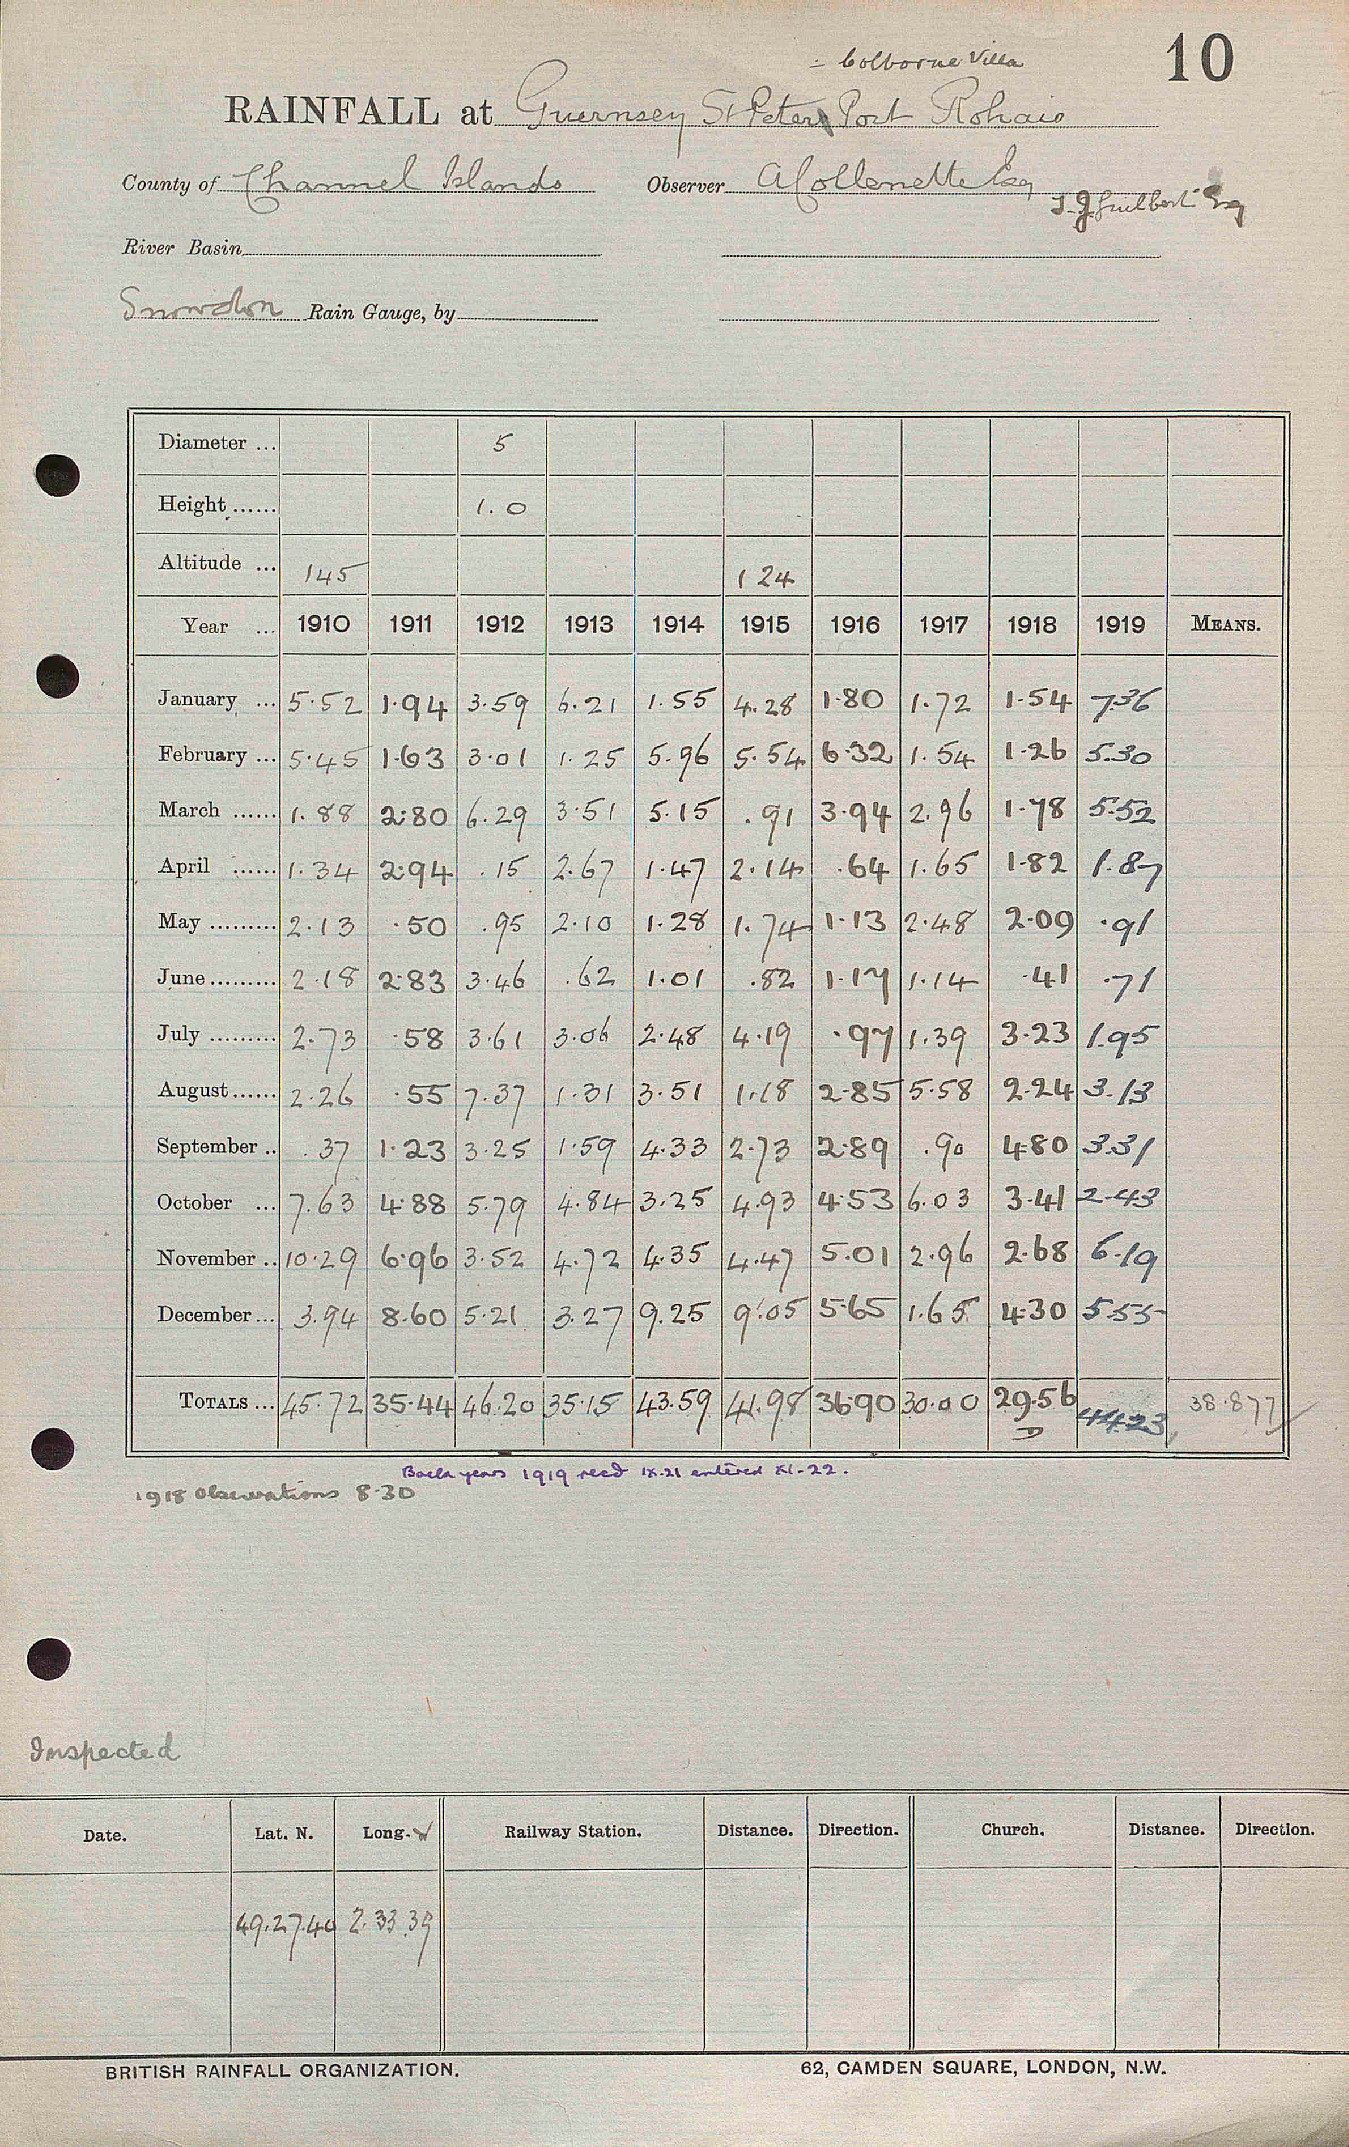 10
- Colborne Villa
RAINFALL at Guernsey St Peters Port Rohais
County of Channel Islands Observer A Collenette Esq
T. J. Guilbert Esq
River Basin
Snowdon Rain Gauge, by
Diameter ... 5
Height ...... 1.0
Altitude ... 145 124
Year ... 1910 1911 1912 1913 1914 1915 1916 1917 1918 1919 MEANS.
January ... 5.52 1.94 3.59 6.21 1.55 4.28 1.80 1.72 1.54 7.36
February ... 5.45 1.63 3.01 1.25 5.96 5.54 6.32 1.54 1.26 5.30
March ...... 1.88 2.80 6.29 3.51 5.15 .91 3.94 2.96 1.78 5.52
April ...... 1.34 2.94 .15 2.67 1.47 2.14 .64 1.65 1.82 1.87
May ......... 2.13 .50 .95 2.10 1.28 1.74 1.13 2.48 2.09 .91
June......... 2.18 2.83 3.46 .62 1.01 .82 1.17 1.14 .41 .71
July ......... 2.73 .58 3.61 3.06 2.48 4.19 .97 1.39 3.23 1.95
August...... 2.26 .55 7.37 1.31 3.51 1.18 2.85 5.58 2.24 3.13
September .. .37 1.23 3.25 1.59 4.33 2.73 2.89 .90 4.80 3.31
October ... 7.63 4.88 5.79 4.84 3.25 4.93 4.53 6.03 3.41 2.43
November .. 10.29 6.96 3.52 4.72 4.35 4.47 5.01 2.96 2.68 6.19
December... 3.94 8.60 5.21 3.27 9.25 9.05 5.65 1.65 4.30 5.55
TOTALS ... 45.72 35.44 46.20 35.15 43.59 41.98 36.90 30.00 29.56 44.23 38.877
D
Back years 1919 recd IX.21 entered XI.22.
1918 Observations 8.30
Inspected
Date. Lat. N. Long. W Railway Station. Distance. Direction. Church. Distance. Direction.
49.27.40 2.33.39
BRITISH RAINFALL ORGANIZATION. 62, CAMDEN SQUARE, LONDON, N.W.